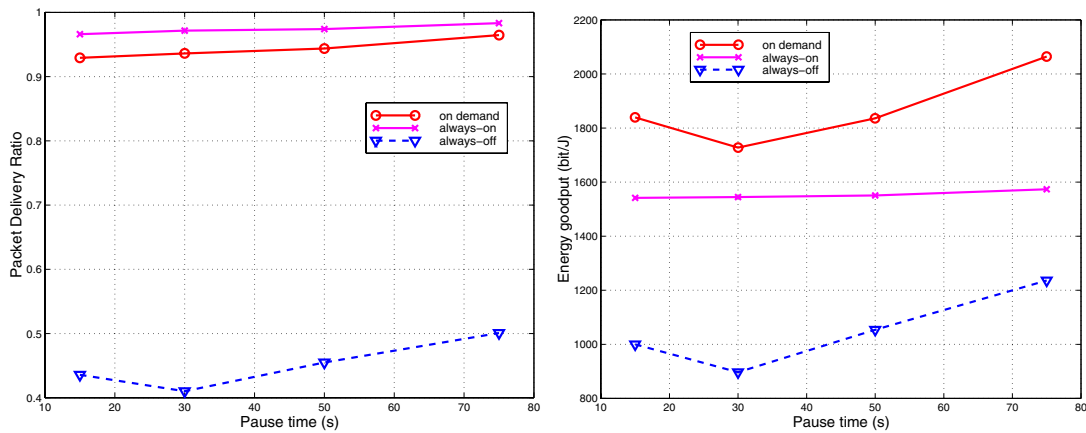 1
0.9
0.8
0.7
0.6
0.5
0.4
10 20 30 40 50 60 70 80
Packet Delivery Ratio
Pause time (s)
on demand
always-on
always-off
2200
2000
1800
1600
1400
1200
1000
800
10 20 30 40 50 60 70 80
Energy goodput (bit/J)
Pause time (s)
on demand
always-on
always-off